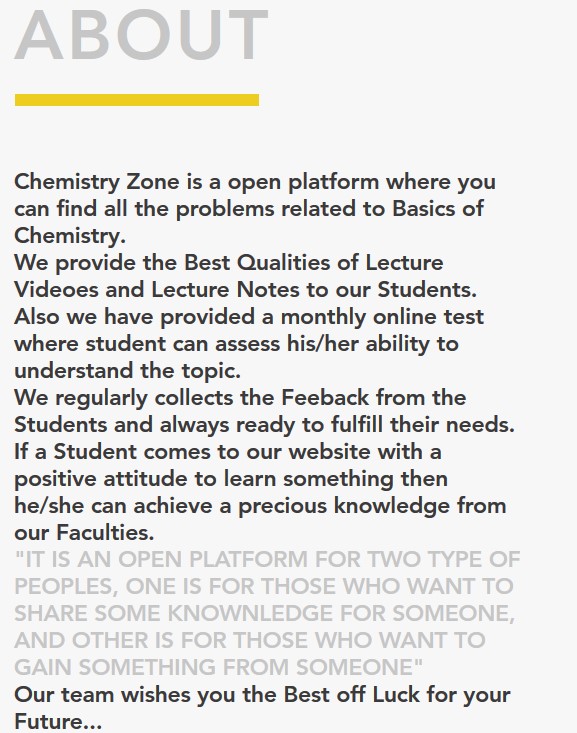 ABOUT
Chemistry Zone is a open platform where you
can find all the problems related to Basics of
Chemistry.
We provide the Best Qualities of Lecture
Videoes and Lecture Notes to our Students.
Also we have provided a monthly online test
where student can assess his/her ability to
understand the topic.
We regularly collects the Feeback from the
Students and always ready to fulfill their needs.
If a Student comes to our website with a
positive attitude to learn something then
he/she can achieve a precious knowledge from
our Faculties.
"IT IS AN OPEN PLATFORM FOR TWO TYPE OF
PEOPLES, ONE IS FOR THOSE WHO WANT TO
SHARE SOME KNOWNLEDGE FOR SOMEONE,
AND OTHER IS FOR THOSE WHO WANT TO
GAIN SOMETHING FROM SOMEONE"
Our team wishes you the Best off Luck for your
Future...